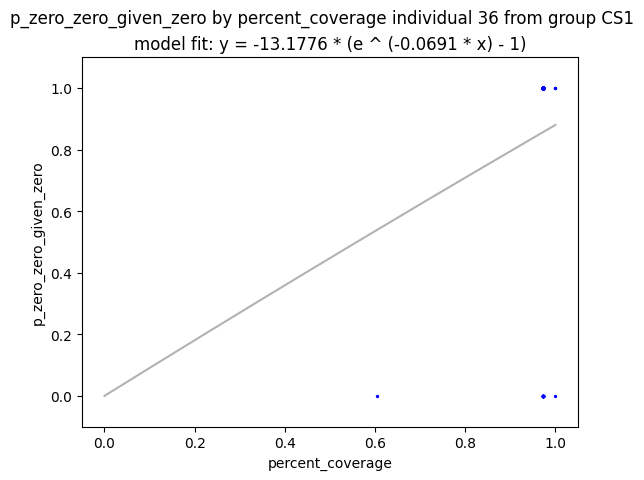 p_zero_zero_given_zero by percent_coverage individual 36 from group CS1
model fit: y = -13.1776 * (e ^ (-0.0691 * x) - 1)
1.0
0.8
0.6
0.4
0.2
0.0
p_zero_zero_given_zero
0.0 0.2 0.4 0.6 0.8 1.0
percent_coverage